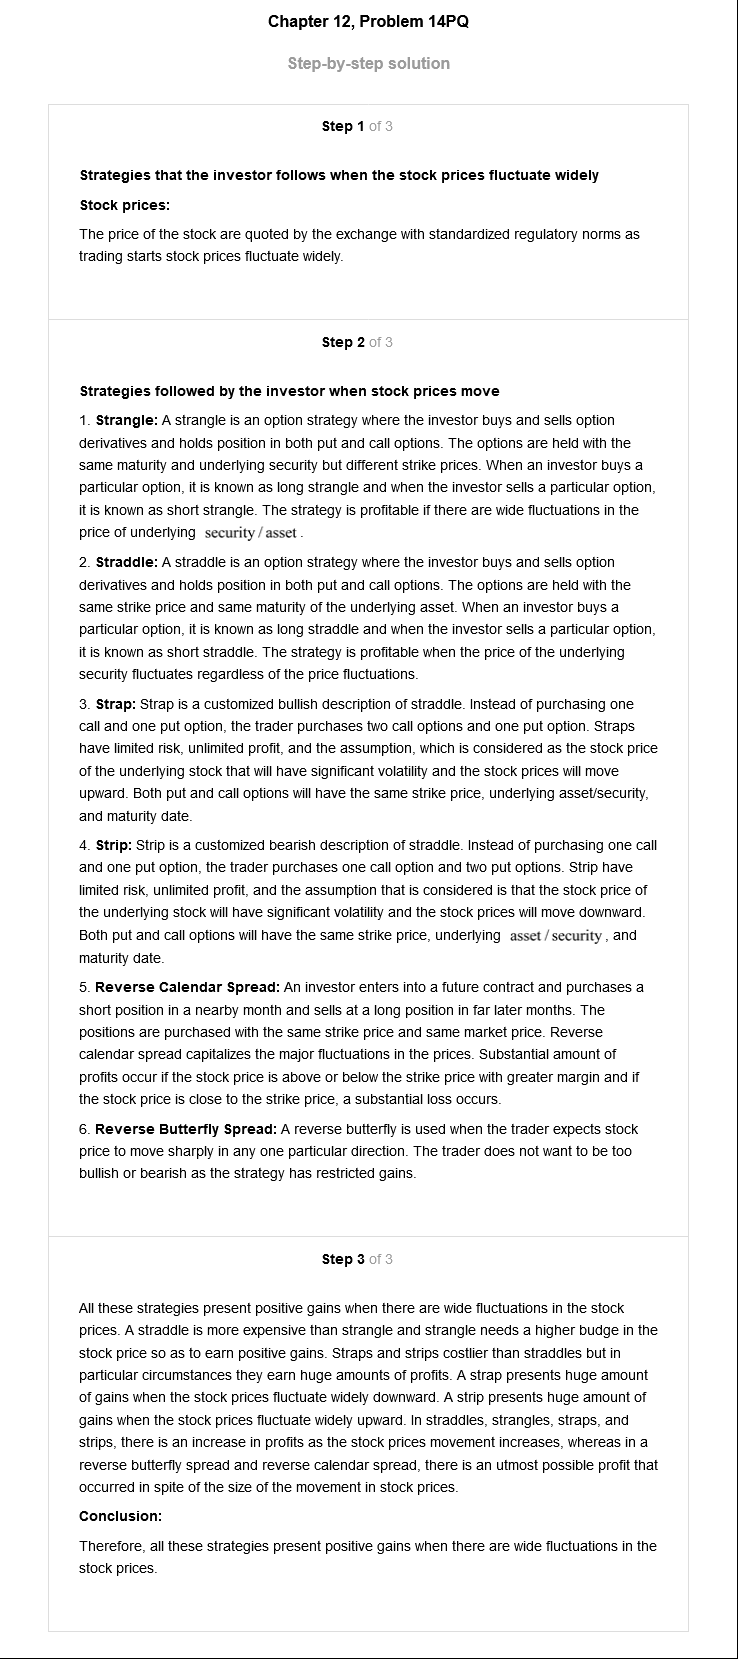 Chapter 12, Problem 14PQ
Step-by-step solution
Step 1 of 3
Strategies that the investor follows when the stock prices fluctuate widely
Stock prices:
The price of the stock are quoted by the exchange with standardized regulatory norms as
trading starts stock prices fluctuate widely.
Step 2 of 3
Strategies followed by the investor when stock prices move
1. Strangle: A strangle is an option strategy where the investor buys and sells option
derivatives and holds position in both put and call options. The options are held with the
same maturity and underlying security but different strike prices. When an investor buys a
particular option, it is known as long strangle and when the investor sells a particular option,
it is known as short strangle. The strategy is profitable if there are wide fluctuations in the
price of underlying security / asset .
2. Straddle: A straddle is an option strategy where the investor buys and sells option
derivatives and holds position in both put and call options. The options are held with the
same strike price and same maturity of the underlying asset. When an investor buys a
particular option, it is known as long straddle and when the investor sells a particular option,
it is known as short straddle. The strategy is profitable when the price of the underlying
security fluctuates regardless of the price fluctuations.
3. Strap: Strap is a customized bullish description of straddle. Instead of purchasing one
call and one put option, the trader purchases two call options and one put option. Straps
have limited risk, unlimited profit, and the assumption, which is considered as the stock price
of the underlying stock that will have significant volatility and the stock prices will move
upward. Both put and call options will have the same strike price, underlying asset/security,
and maturity date.
4. Strip: Strip is a customized bearish description of straddle. Instead of purchasing one call
and one put option, the trader purchases one call option and two put options. Strip have
limited risk, unlimited profit, and the assumption that is considered is that the stock price of
the underlying stock will have significant volatility and the stock prices will move downward.
Both put and call options will have the same strike price, underlying asset / security , and
maturity date.
5. Reverse Calendar Spread: An investor enters into a future contract and purchases a
short position in a nearby month and sells at a long position in far later months. The
positions are purchased with the same strike price and same market price. Reverse
calendar spread capitalizes the major fluctuations in the prices. Substantial amount of
profits occur if the stock price is above or below the strike price with greater margin and if
the stock price is close to the strike price, a substantial loss occurs.
6. Reverse Butterfly Spread: A reverse butterfly is used when the trader expects stock
price to move sharply in any one particular direction. The trader does not want to be too
bullish or bearish as the strategy has restricted gains.
Step 3 of 3
All these strategies present positive gains when there are wide fluctuations in the stock
prices. A straddle is more expensive than strangle and strangle needs a higher budge in the
stock price so as to earn positive gains. Straps and strips costlier than straddles but in
particular circumstances they earn huge amounts of profits. A strap presents huge amount
of gains when the stock prices fluctuate widely downward. A strip presents huge amount of
gains when the stock prices fluctuate widely upward. In straddles, strangles, straps, and
strips, there is an increase in profits as the stock prices movement increases, whereas in a
reverse butterfly spread and reverse calendar spread, there is an utmost possible profit that
occurred in spite of the size of the movement in stock prices.
Conclusion:
Therefore, all these strategies present positive gains when there are wide fluctuations in the
stock prices.